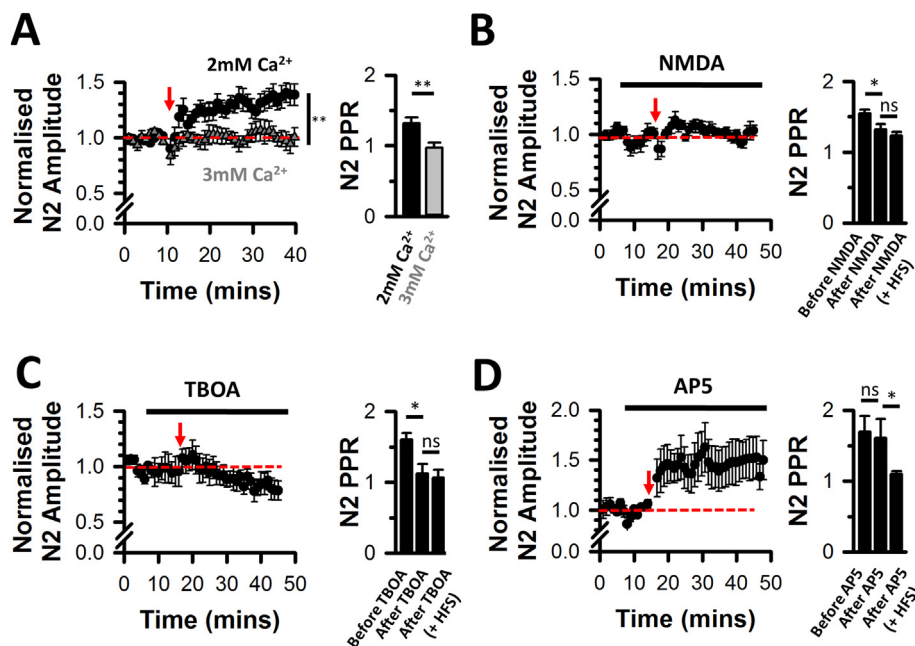 A
Normalised
N2 Amplitude
1.5
1.0
0.5
0.0
2mM Ca²⁺
3mM Ca²⁺
**
0 10 20 30 40
Time (mins)
N2 PPR
2
1
0
**
2mM Ca²⁺
3mM Ca²⁺
B
Normalised
N2 Amplitude
1.5
1.0
0.5
0.0
NMDA
0 10 20 30 40 50
Time (mins)
N2 PPR
2
1
0
*
ns
Before NMDA
After NMDA
After NMDA
(+ HFS)
C
Normalised
N2 Amplitude
1.5
1.0
0.5
0.0
TBOA
0 10 20 30 40 50
Time (mins)
N2 PPR
2
1
0
*
ns
Before TBOA
After TBOA
After TBOA
(+ HFS)
D
Normalised
N2 Amplitude
2.0
1.5
1.0
0.0
AP5
0 10 20 30 40 50
Time (mins)
N2 PPR
2
1
0
ns
*
Before AP5
After AP5
After AP5
(+ HFS)